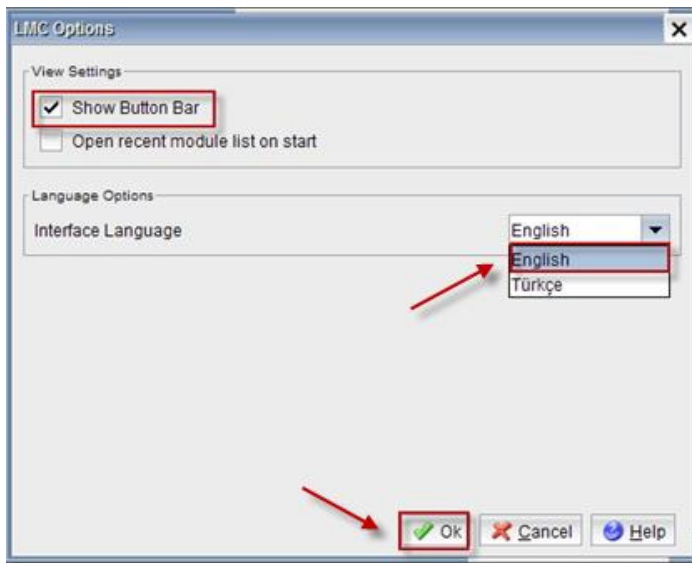 LMC Options
View Settings
Show Button Bar
Open recent module list on start
Language Options
Interface Language
English
English
Türkçe
Ok
Cancel
Help